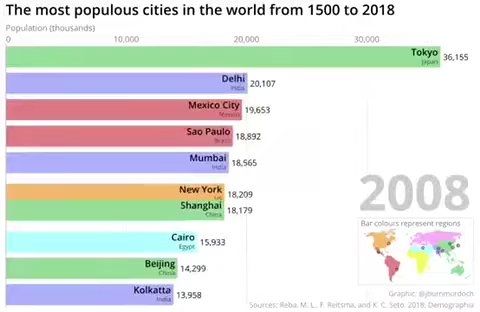 The most populous cities in the world from 1500 to 2018
Population (thousands)
0 10,000 20,000 30,000
Tokyo
Japan
36,155
Delhi
India
20,107
Mexico City
Mexico
19,653
Sao Paulo
Brazil
18,892
Mumbai
India
18,565
New York
US
18,209
Shanghai
China
18,179
Cairo
Egypt
15,933
Beijing
China
14,299
Kolkatta
India
13,958
2008
Bar colours represent regions
Graphic: @jburnmurdoch
Sources: Reba, M. L., F. Reitsma, and K. C. Seto. 2018; Demographia